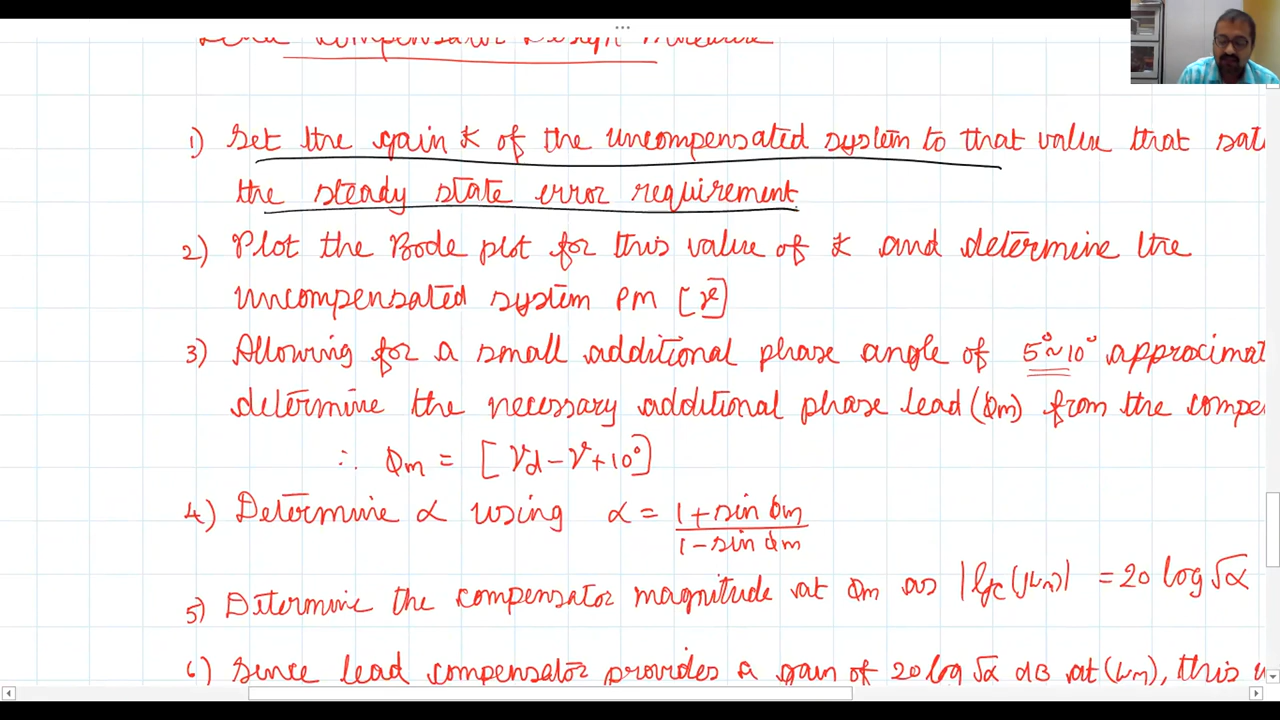 Compensator Design
1) Set the gain K of the uncompensated system to that value that sat
the steady state error requirement
2) Plot the Bode plot for this value of K and determine the
uncompensated system PM [γ]
3) Allowing for a small additional phase angle of 5°~10° approximat
determine the necessary additional phase lead (Φm) from the compe
∴ Φm = [γd - γ + 10°]
4) Determine α using α = 1 + sin Φm / 1 - sin Φm
5) Determine the compensator magnitude at Φm as |Gc(jωm)| = 20 log √α
6) Since lead compensator provides a gain of 20 log √α dB at (ωm), this